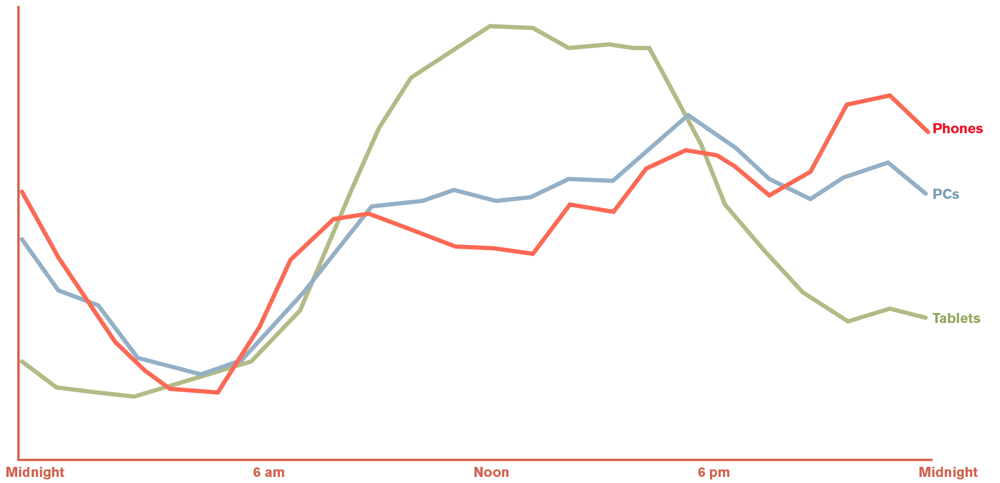 Phones
PCs
Tablets
Midnight
6 am
Noon
6 pm
Midnight